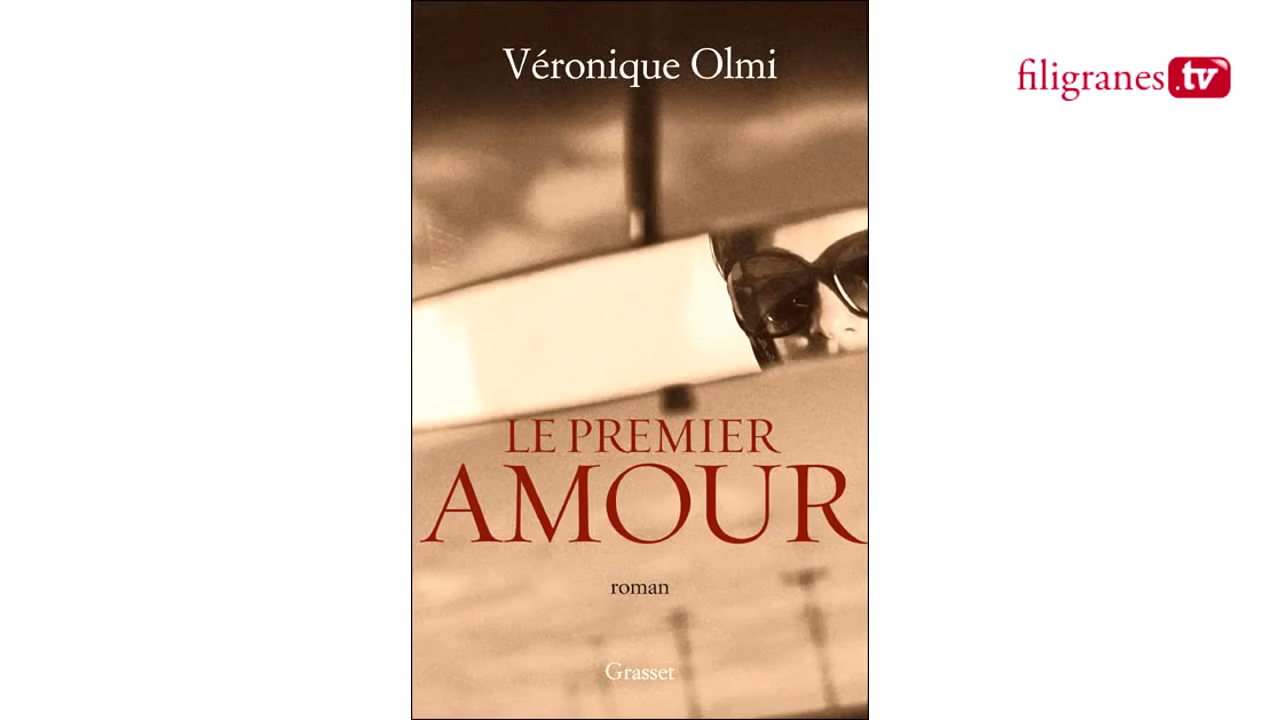 Véronique Olmi
filigranes.tv
LE PREMIER
AMOUR
roman
Grasset